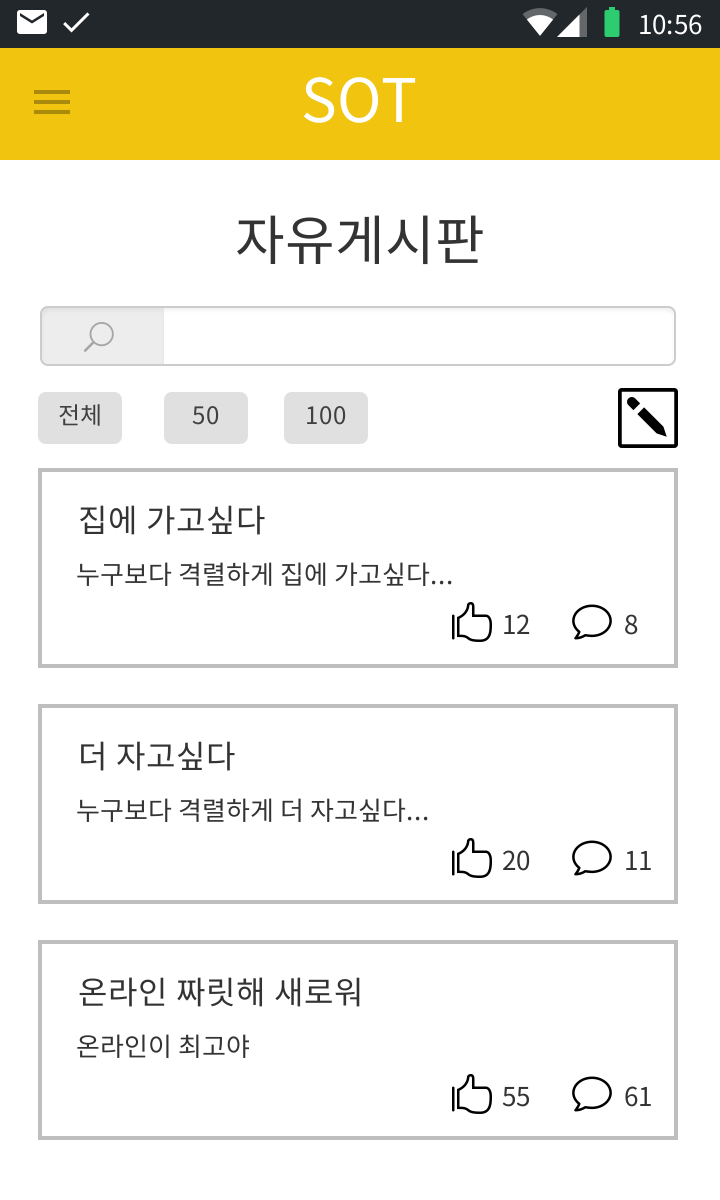 10:56
SOT
자유게시판
전체 50 100
집에 가고싶다
누구보다 격렬하게 집에 가고싶다...
12 8
더 자고싶다
누구보다 격렬하게 더 자고싶다...
20 11
온라인 짜릿해 새로워
온라인이 최고야
55 61